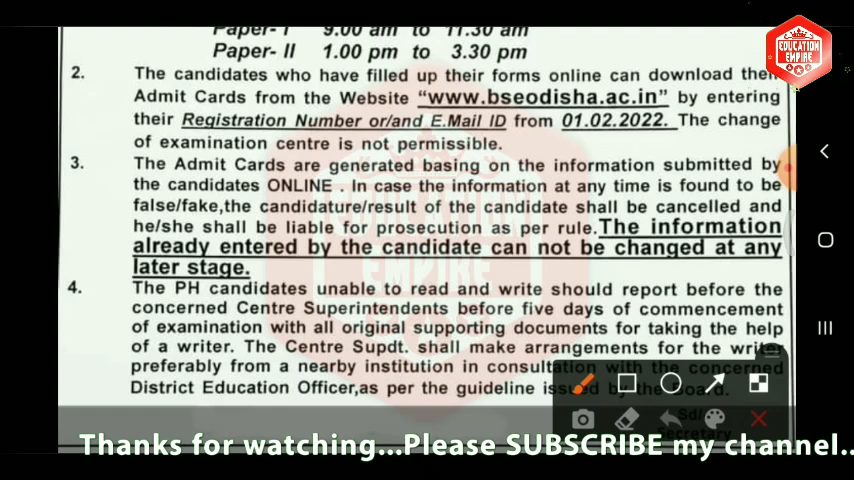 Paper- I 9.00 am to 11.30 am
Paper- II 1.00 pm to 3.30 pm
EDUCATION
EMPIRE
2. The candidates who have filled up their forms online can download their
Admit Cards from the Website “www.bseodisha.ac.in” by entering
their Registration Number or/and E.Mail ID from 01.02.2022. The change
of examination centre is not permissible.
3. The Admit Cards are generated basing on the information submitted by
the candidates ONLINE . In case the information at any time is found to be
false/fake,the candidature/result of the candidate shall be cancelled and
he/she shall be liable for prosecution as per rule.The information
already entered by the candidate can not be changed at any
later stage.
4. The PH candidates unable to read and write should report before the
concerned Centre Superintendents before five days of commencement
of examination with all original supporting documents for taking the help
of a writer. The Centre Supdt. shall make arrangements for the writer
preferably from a nearby institution in consultation with the concerned
District Education Officer,as per the guideline issued by the Board.
Sd/-
Secretary
Thanks for watching...Please SUBSCRIBE my channel..